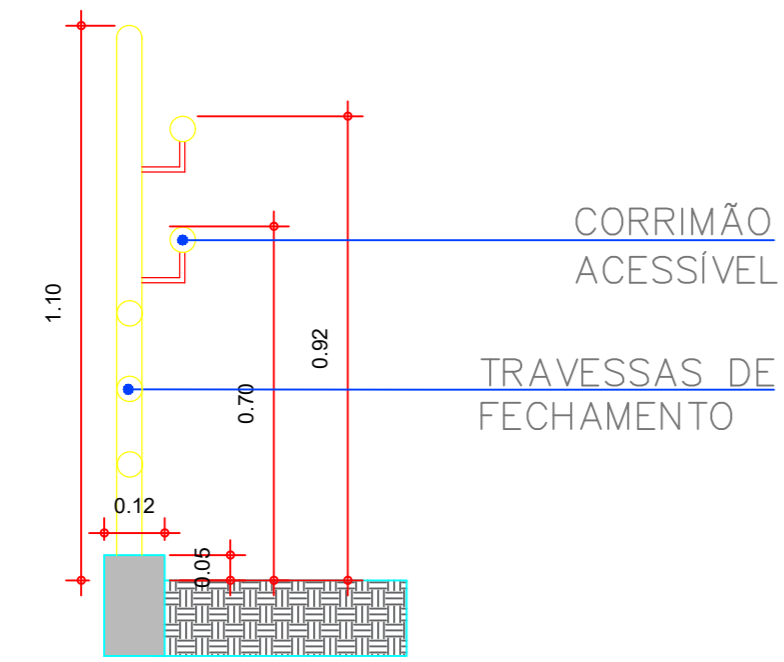 CORRIMÃO
ACESSÍVEL
1.10
0.92
TRAVESSAS DE
0.70
FECHAMENTO
0.12
0.05